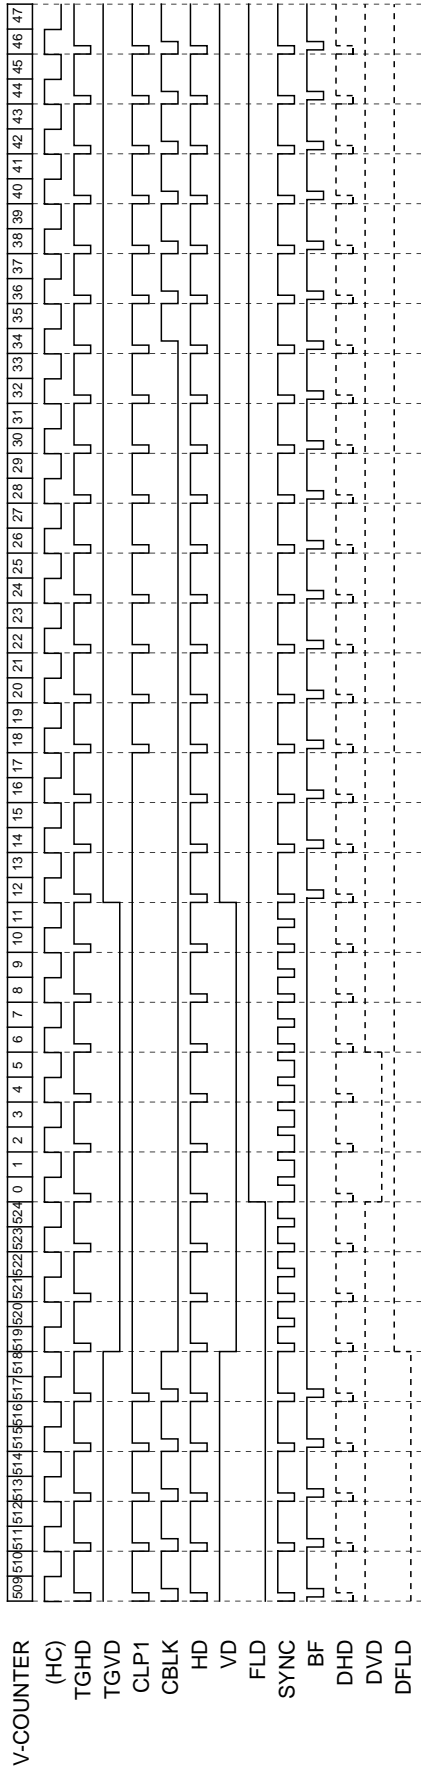 V-COUNTER 509 510 511 512 513 514 515 516 517 518 519 520 521 522 523 524 0 1 2 3 4 5 6 7 8 9 10 11 12 13 14 15 16 17 18 19 20 21 22 23 24 25 26 27 28 29 30 31 32 33 34 35 36 37 38 39 40 41 42 43 44 45 46 47
(HC)
TGHD
TGVD
CLP1
CBLK
HD
VD
FLD
SYNC
BF
DHD
DVD
DFLD